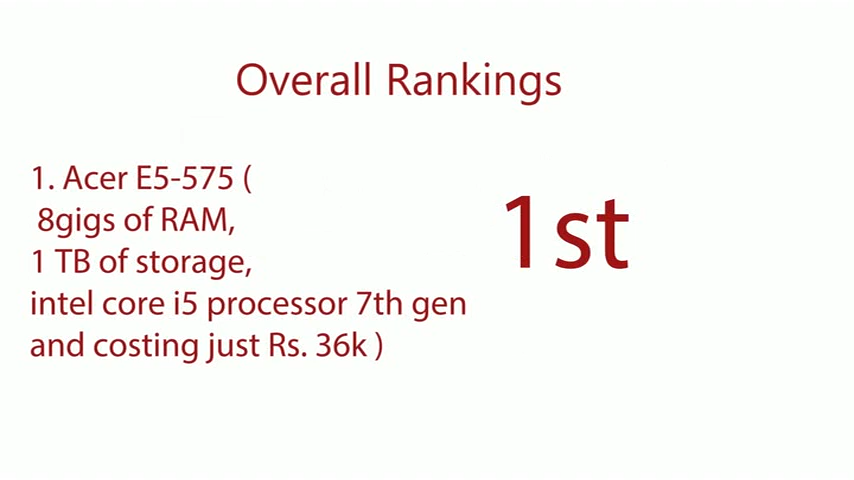 Overall Rankings
1. Acer E5-575 (
8gigs of RAM,
1 TB of storage,
intel core i5 processor 7th gen
and costing just Rs. 36k )
1st